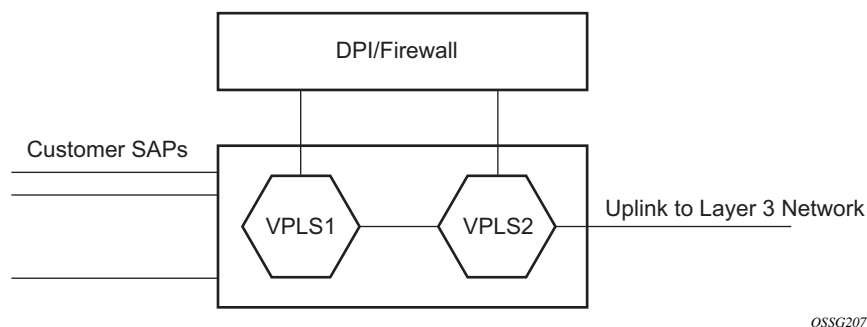 DPI/Firewall
Customer SAPs
VPLS1
VPLS2
Uplink to Layer 3 Network
OSSG207